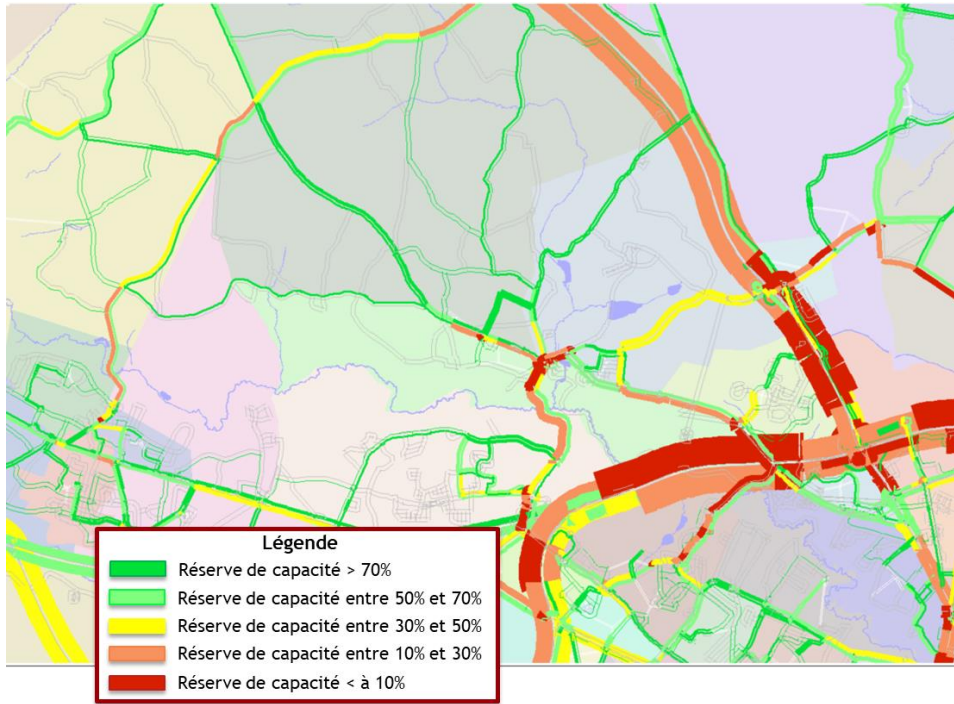 Légende
Réserve de capacité > 70%
Réserve de capacité entre 50% et 70%
Réserve de capacité entre 30% et 50%
Réserve de capacité entre 10% et 30%
Réserve de capacité < à 10%